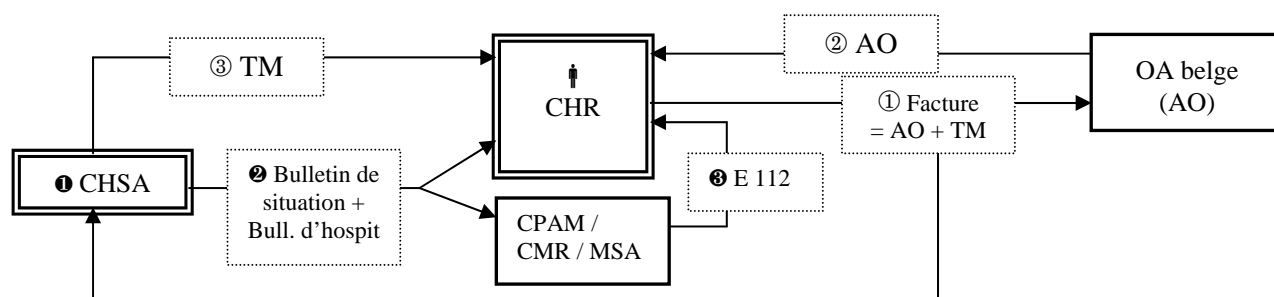 ③ TM
CHR
② AO
OA belge
(AO)
① Facture
= AO + TM
❶ CHSA
❷ Bulletin de
situation +
Bull. d’hospit
❸ E 112
CPAM /
CMR / MSA